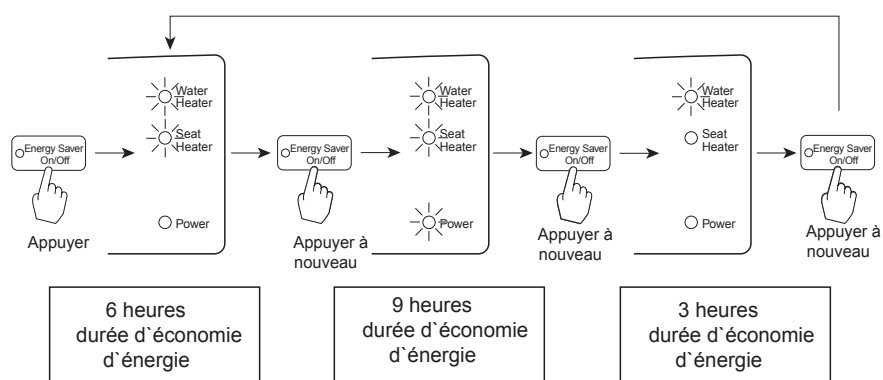 Water
Heater
Seat
Heater
Power
Energy Saver
On/Off
Appuyer
Water
Heater
Seat
Heater
Power
Energy Saver
On/Off
Appuyer à
nouveau
Water
Heater
Seat
Heater
Power
Energy Saver
On/Off
Appuyer à
nouveau
Energy Saver
On/Off
Appuyer à
nouveau
6 heures
durée d`économie
d`énergie
9 heures
durée d`économie
d`énergie
3 heures
durée d`économie
d`énergie